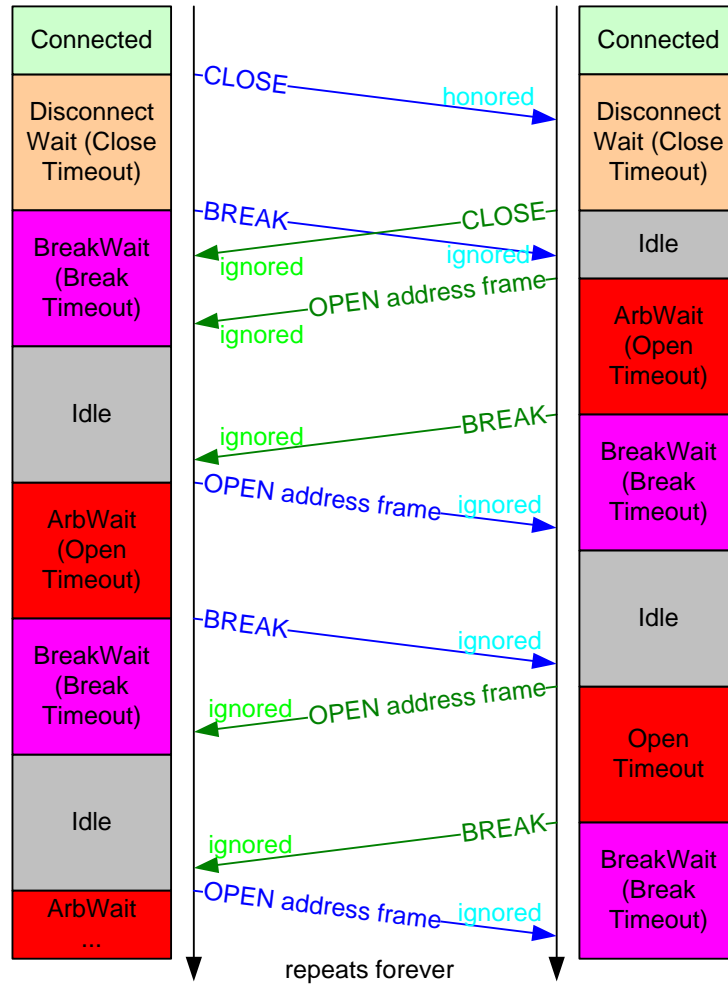 Connected
Connected
CLOSE
honored
Disconnect
Wait (Close
Timeout)
Disconnect
Wait (Close
Timeout)
BREAK
CLOSE
ignored
ignored
BreakWait
(Break
Timeout)
Idle
OPEN address frame
ignored
ArbWait
(Open
Timeout)
Idle
BREAK
ignored
BreakWait
(Break
Timeout)
OPEN address frame
ignored
ArbWait
(Open
Timeout)
Idle
BREAK
ignored
BreakWait
(Break
Timeout)
OPEN address frame
ignored
Open
Timeout
Idle
BREAK
ignored
BreakWait
(Break
Timeout)
OPEN address frame
ignored
ArbWait
...
repeats forever